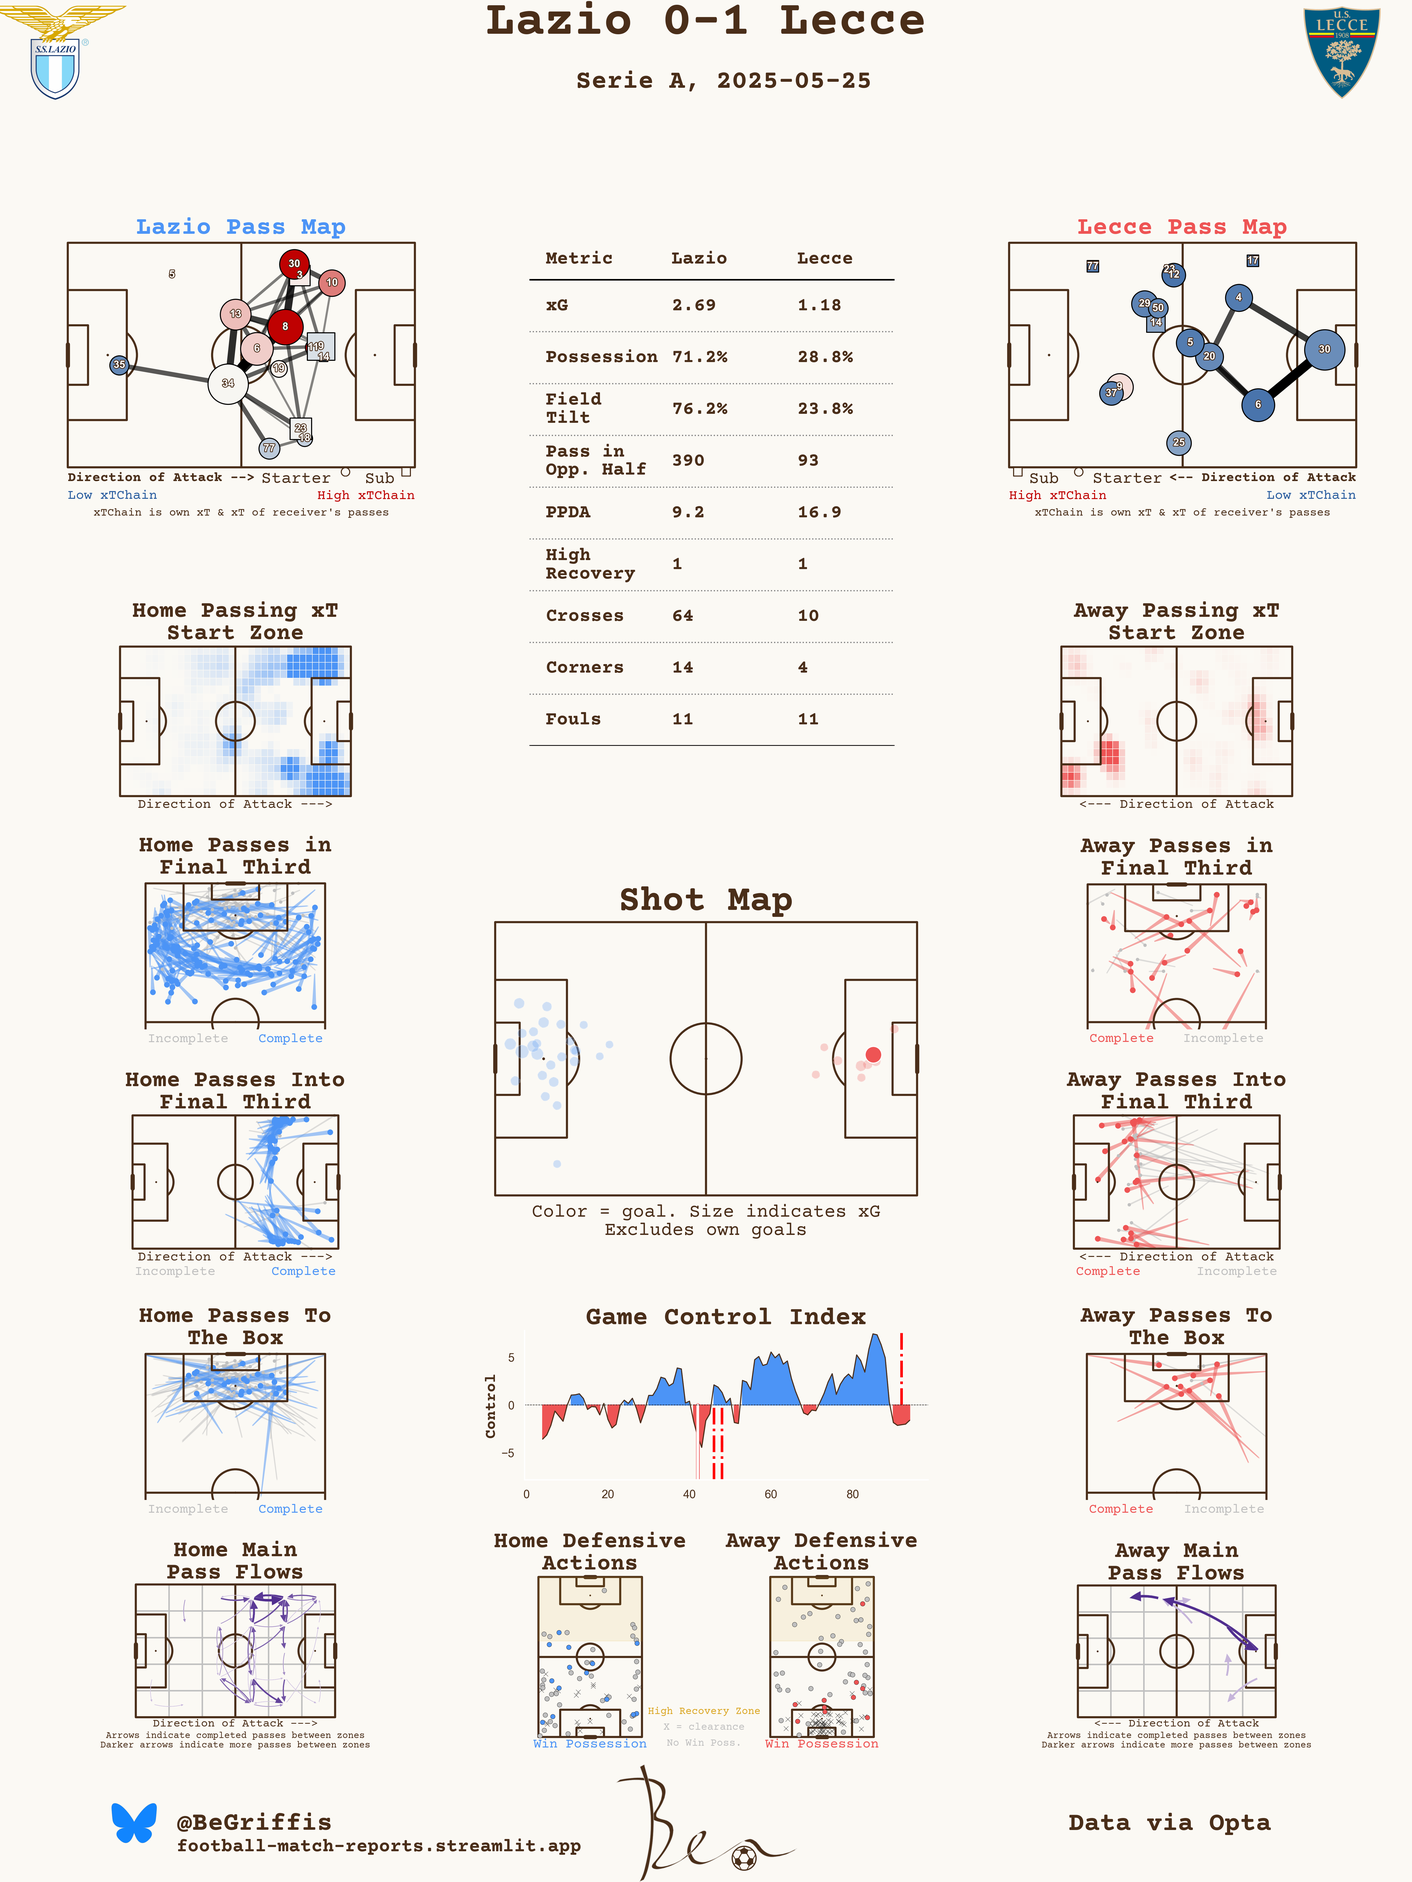 Lazio 0-1 Lecce
Serie A, 2025-05-25
S.S.LAZIO
®
U.S.
LECCE
1908
Lazio Pass Map
5
30
3
10
13
8
6
11
9
14
35
19
34
23
18
77
Direction of Attack --> Starter Sub
Low xTChain High xTChain
xTChain is own xT & xT of receiver's passes
Metric Lazio Lecce
xG 2.69 1.18
Possession 71.2% 28.8%
Field
Tilt 76.2% 23.8%
Pass in
Opp. Half 390 93
PPDA 9.2 16.9
High
Recovery 1 1
Crosses 64 10
Corners 14 4
Fouls 11 11
Lecce Pass Map
77
17
12
29
50
4
14
5
20
30
9
37
6
25
Sub Starter <-- Direction of Attack
High xTChain Low xTChain
xTChain is own xT & xT of receiver's passes
Home Passing xT
Start Zone
Direction of Attack --->
Away Passing xT
Start Zone
<--- Direction of Attack
Home Passes in
Final Third
Incomplete Complete
Away Passes in
Final Third
Complete Incomplete
Shot Map
Color = goal. Size indicates xG
Excludes own goals
Home Passes Into
Final Third
Direction of Attack --->
Incomplete Complete
Away Passes Into
Final Third
<--- Direction of Attack
Complete Incomplete
Home Passes To
The Box
Incomplete Complete
Game Control Index
Control
5
0
−5
0 20 40 60 80
Away Passes To
The Box
Complete Incomplete
Home Main
Pass Flows
Direction of Attack --->
Arrows indicate completed passes between zones
Darker arrows indicate more passes between zones
Home Defensive
Actions
Win Possession
Away Defensive
Actions
Win Possession
High Recovery Zone
X = clearance
No Win Poss.
Away Main
Pass Flows
<--- Direction of Attack
Arrows indicate completed passes between zones
Darker arrows indicate more passes between zones
@BeGriffis
football-match-reports.streamlit.app
Ben
Data via Opta